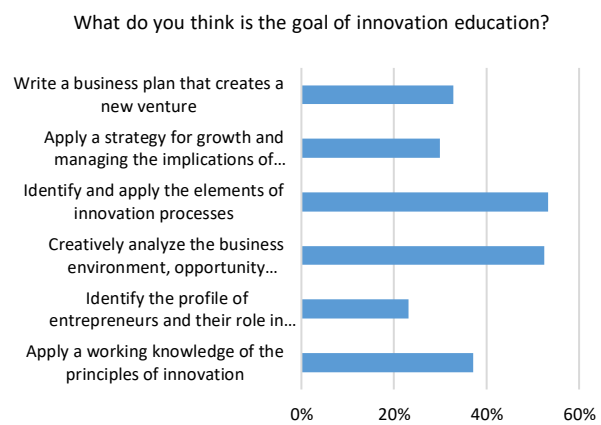 What do you think is the goal of innovation education?
Write a business plan that creates a
new venture
Apply a strategy for growth and
managing the implications of…
Identify and apply the elements of
innovation processes
Creatively analyze the business
environment, opportunity…
Identify the profile of
entrepreneurs and their role in…
Apply a working knowledge of the
principles of innovation
0% 20% 40% 60%